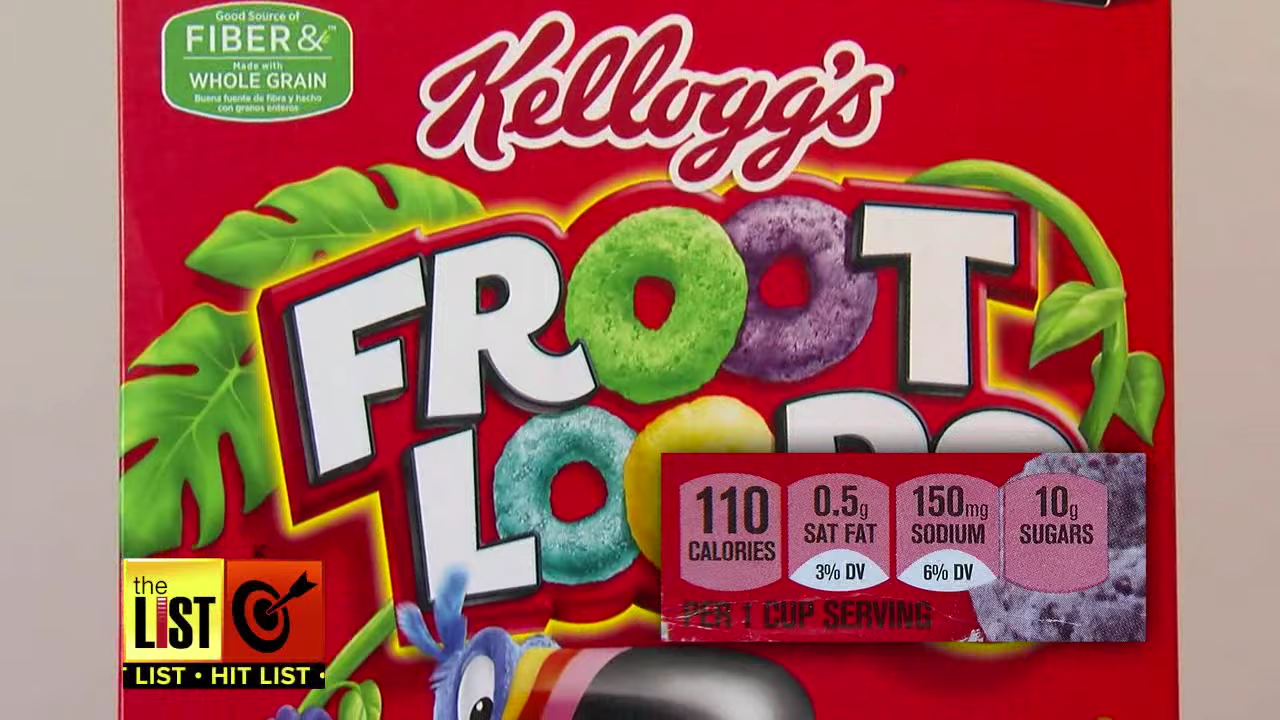 Good Source of
FIBER &
Made with
WHOLE GRAIN
Buena fuente de fibra y hecho
con granos enteros
Kellogg's
FROOT
LOOPS
110
CALORIES
0.5g
SAT FAT
3% DV
150mg
SODIUM
6% DV
10g
SUGARS
PER 1 CUP SERVING
the
LIST
LIST • HIT LIST •